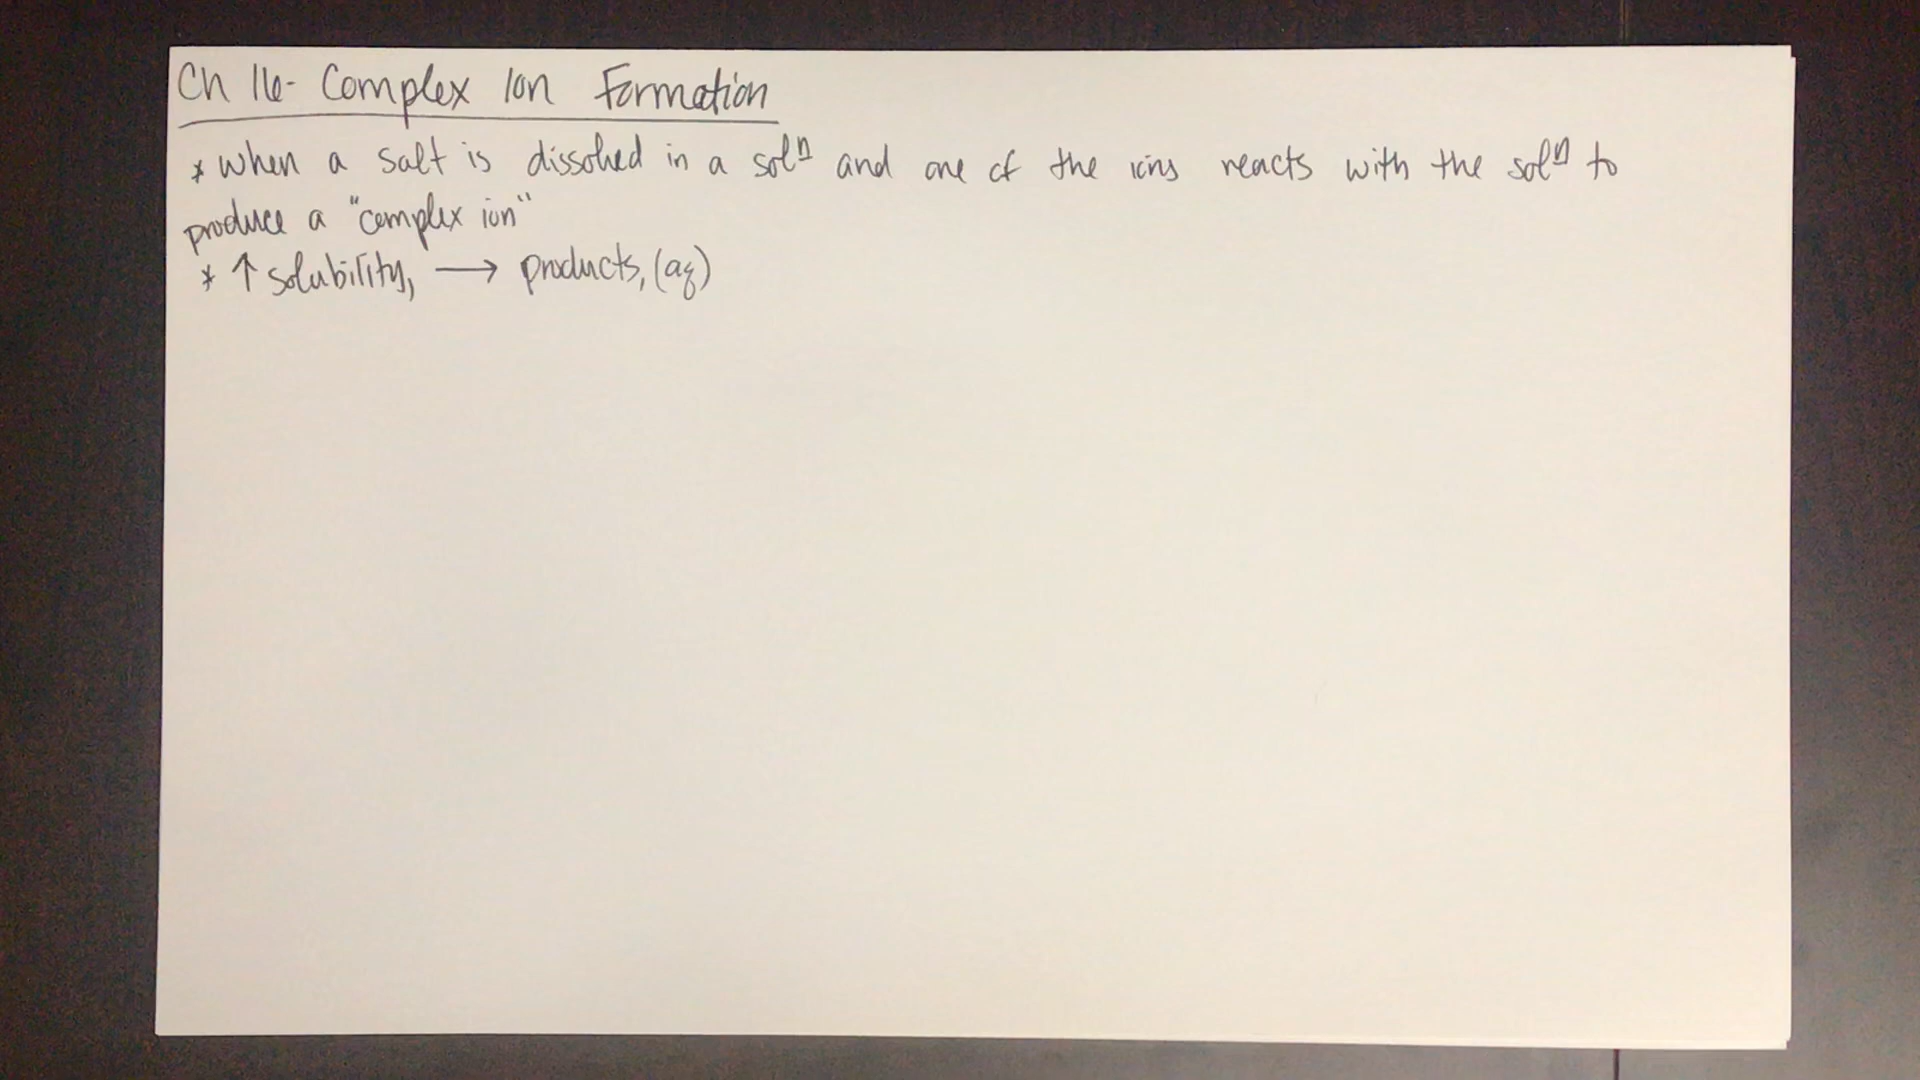 Ch 16- Complex Ion Formation
* when a salt is dissolved in a solⁿ and one of the ions reacts with the solⁿ to
produce a "complex ion"
* ↑ solubility, ⟶ products, (aq)